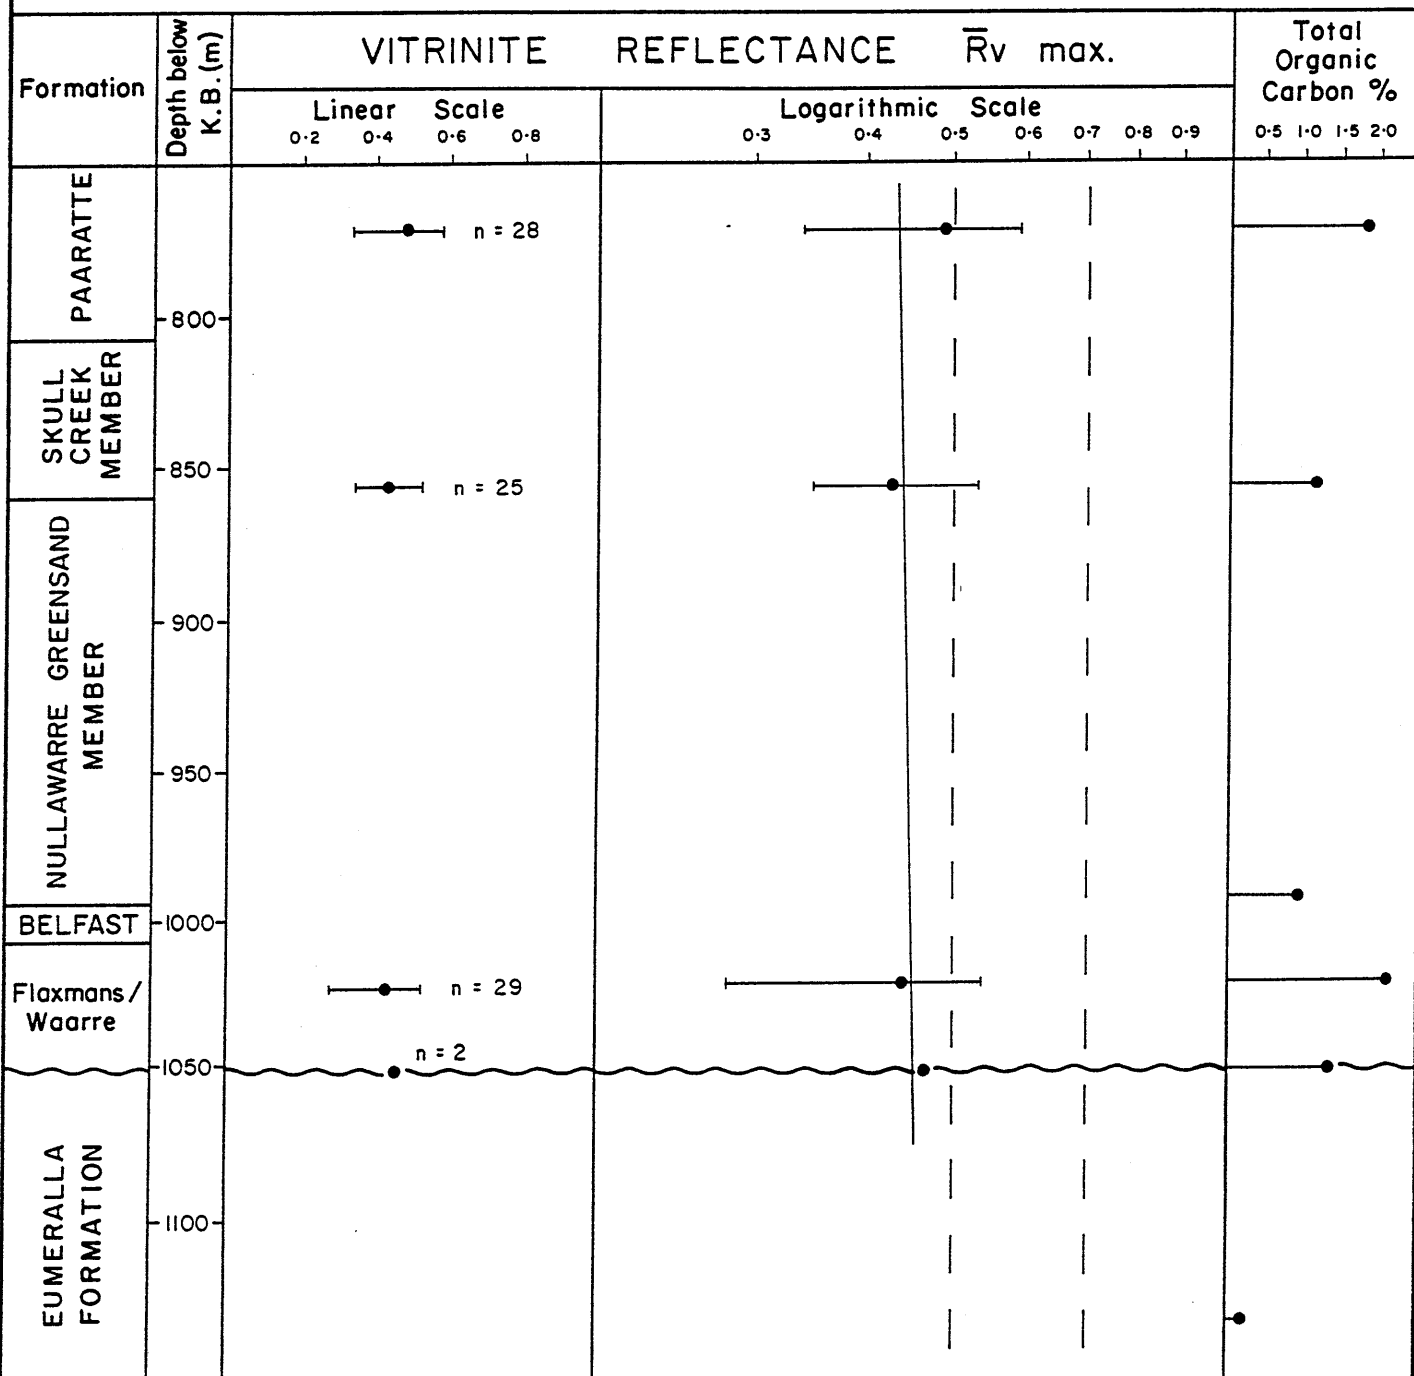 Formation
Depth below
K.B. (m)
VITRINITE REFLECTANCE R̅v max.
Total
Organic
Carbon %
Linear Scale
0·2 0·4 0·6 0·8
Logarithmic Scale
0·3 0·4 0·5 0·6 0·7 0·8 0·9
0·5 1·0 1·5 2·0
PAARATTE
n = 28
800
SKULL
CREEK
MEMBER
850
n = 25
NULLAWARRE GREENSAND
MEMBER
900
950
BELFAST
1000
Flaxmans/
Waarre
n = 29
n = 2
1050
EUMERALLA
FORMATION
1100